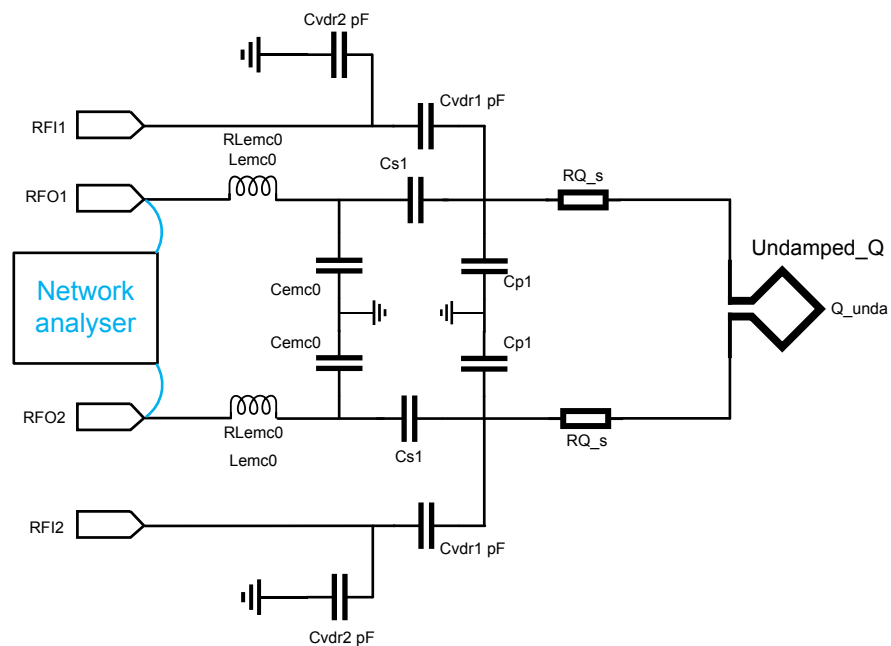 Cvdr2 pF
Cvdr1 pF
RFI1
RLemc0
Lemc0
Cs1
RQ_s
RFO1
Undamped_Q
Network
analyser
Cemc0
Cp1
Q_unda
Cemc0
Cp1
RFO2
RLemc0
Lemc0
Cs1
RQ_s
RFI2
Cvdr1 pF
Cvdr2 pF